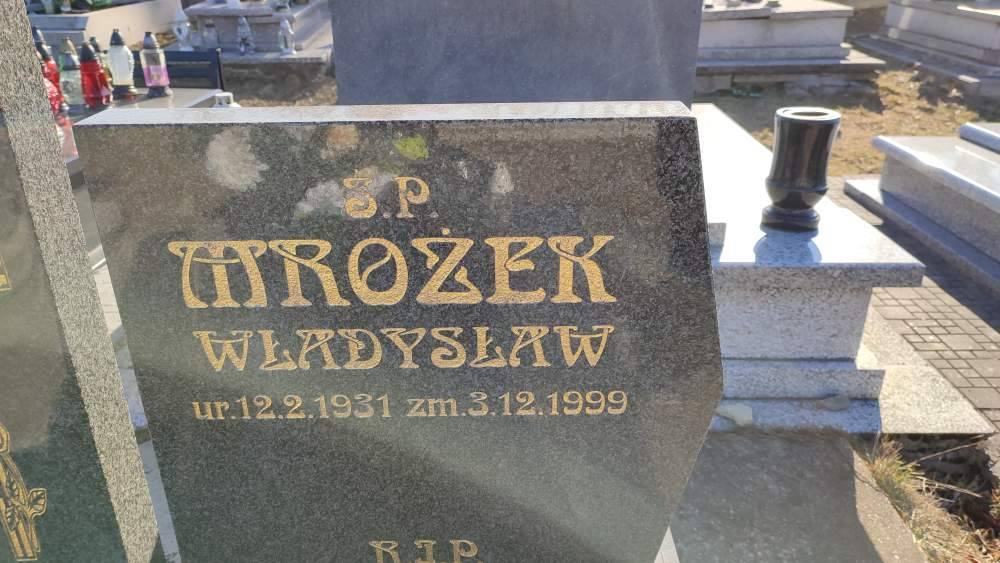 Ś.P.
MROŻEK
WŁADYSŁAW
ur.12.2.1931 zm.3.12.1999
R.I.P.